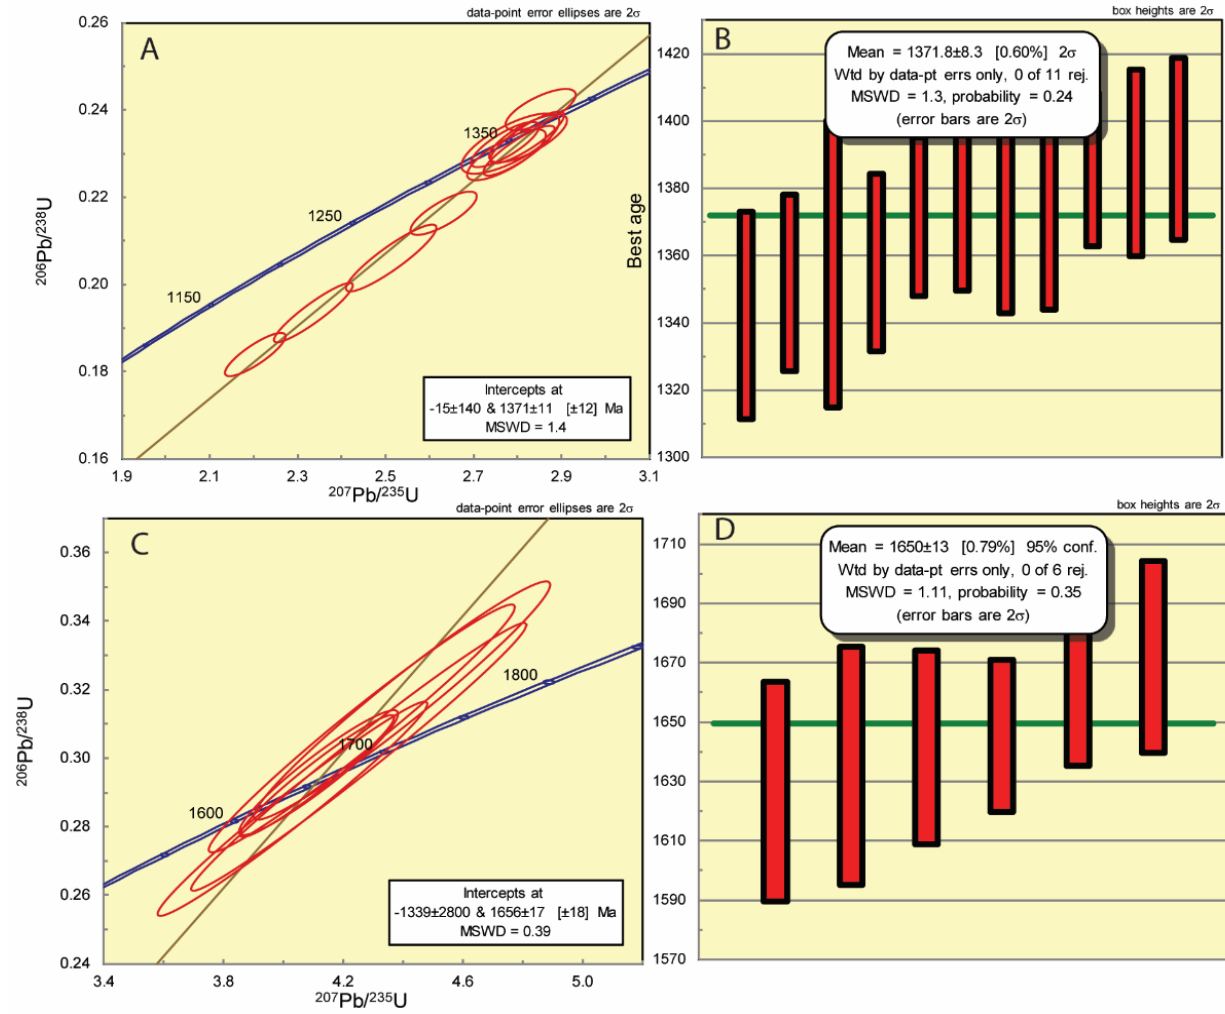 data-point error ellipses are 2σ
A
0.26
0.24
0.22
0.20
0.18
0.16
206Pb/238U
1350
1250
1150
Intercepts at
-15±140 & 1371±11 [±12] Ma
MSWD = 1.4
1.9 2.1 2.3 2.5 2.7 2.9 3.1
207Pb/235U
box heights are 2σ
B
Mean = 1371.8±8.3 [0.60%] 2σ
Wtd by data-pt errs only, 0 of 11 rej.
MSWD = 1.3, probability = 0.24
(error bars are 2σ)
Best age
1420
1400
1380
1360
1340
1320
1300
data-point error ellipses are 2σ
C
0.36
0.34
0.32
0.30
0.28
0.26
0.24
206Pb/238U
1800
1700
1600
Intercepts at
-1339±2800 & 1656±17 [±18] Ma
MSWD = 0.39
3.4 3.8 4.2 4.6 5.0
207Pb/235U
box heights are 2σ
D
Mean = 1650±13 [0.79%] 95% conf.
Wtd by data-pt errs only, 0 of 6 rej.
MSWD = 1.11, probability = 0.35
(error bars are 2σ)
1710
1690
1670
1650
1630
1610
1590
1570